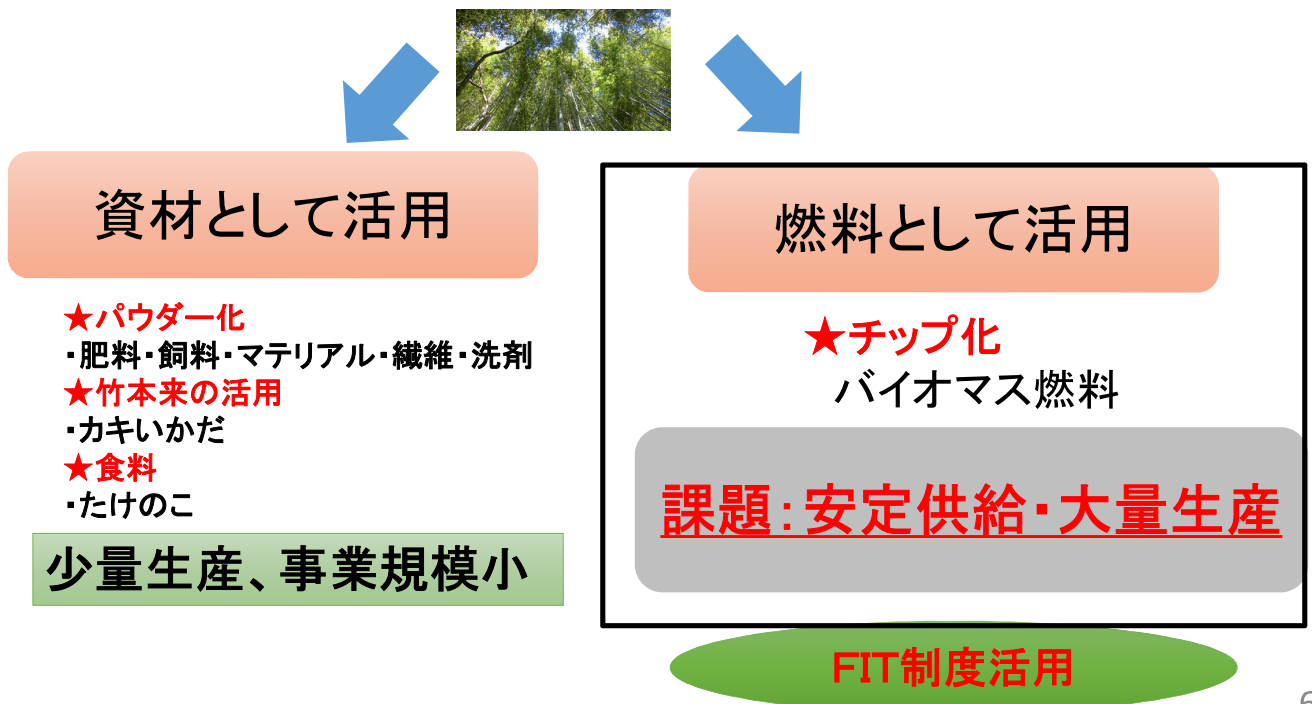 資材として活用
★パウダー化
・肥料・飼料・マテリアル・繊維・洗剤
★竹本来の活用
・カキいかだ
★食料
・たけのこ
少量生産、事業規模小
燃料として活用
★チップ化
バイオマス燃料
課題：安定供給・大量生産
FIT制度活用
6